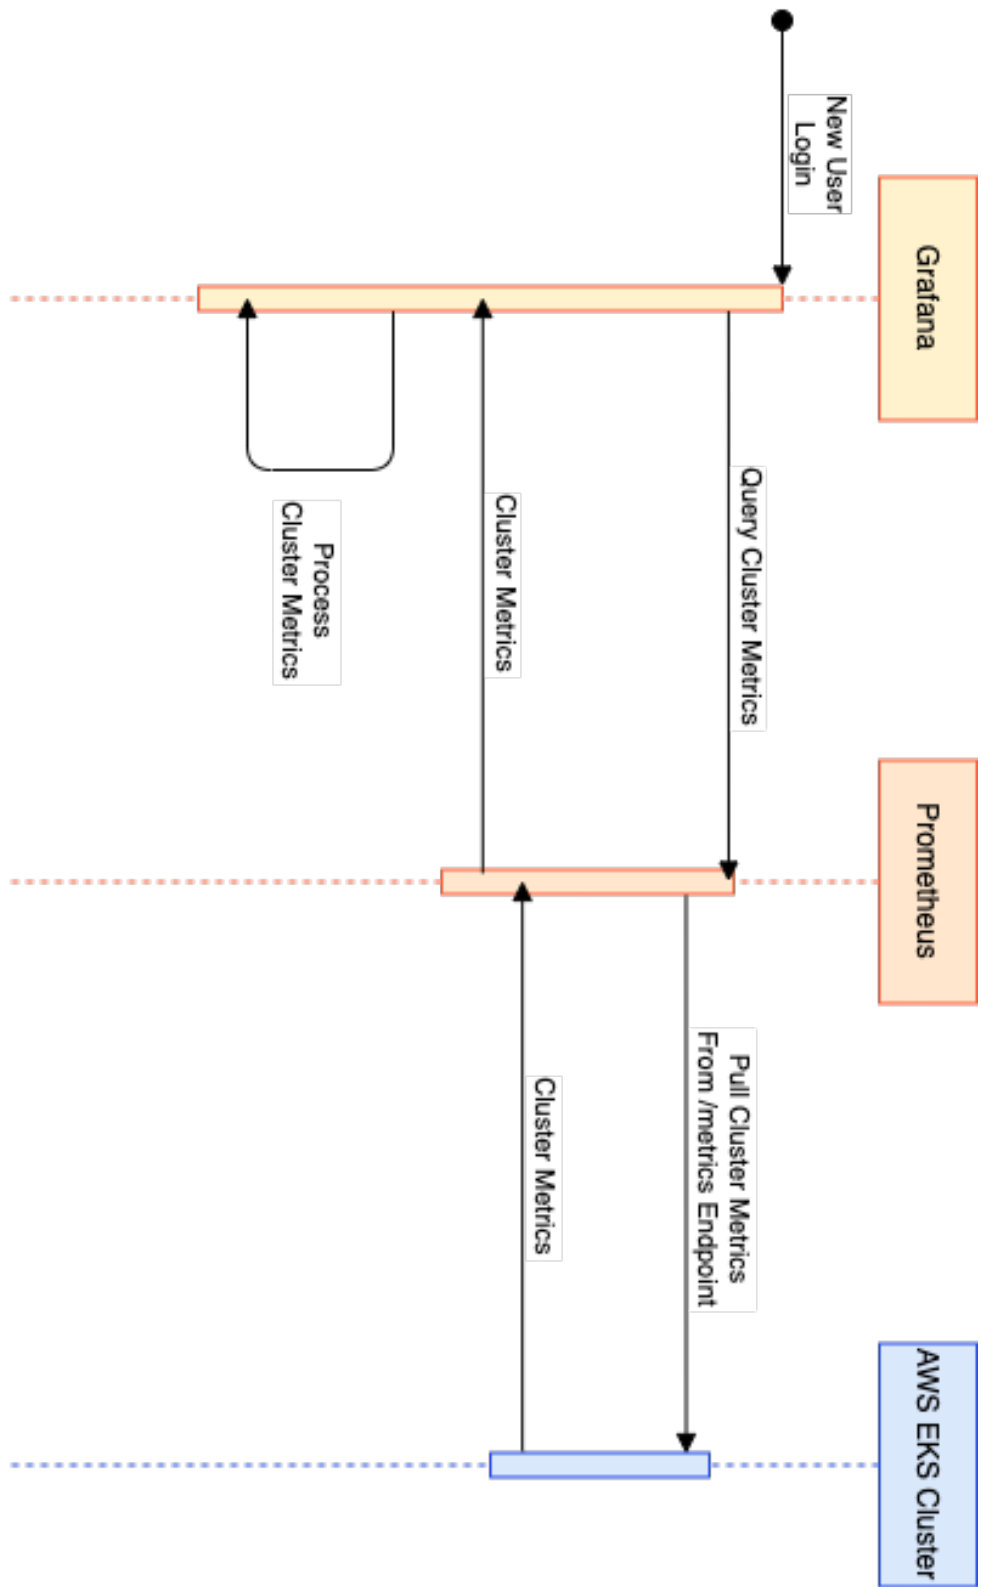 Grafana
Prometheus
AWS EKS Cluster
New User
Login
Query Cluster Metrics
Pull Cluster Metrics
From /metrics Endpoint
Cluster Metrics
Cluster Metrics
Process
Cluster Metrics